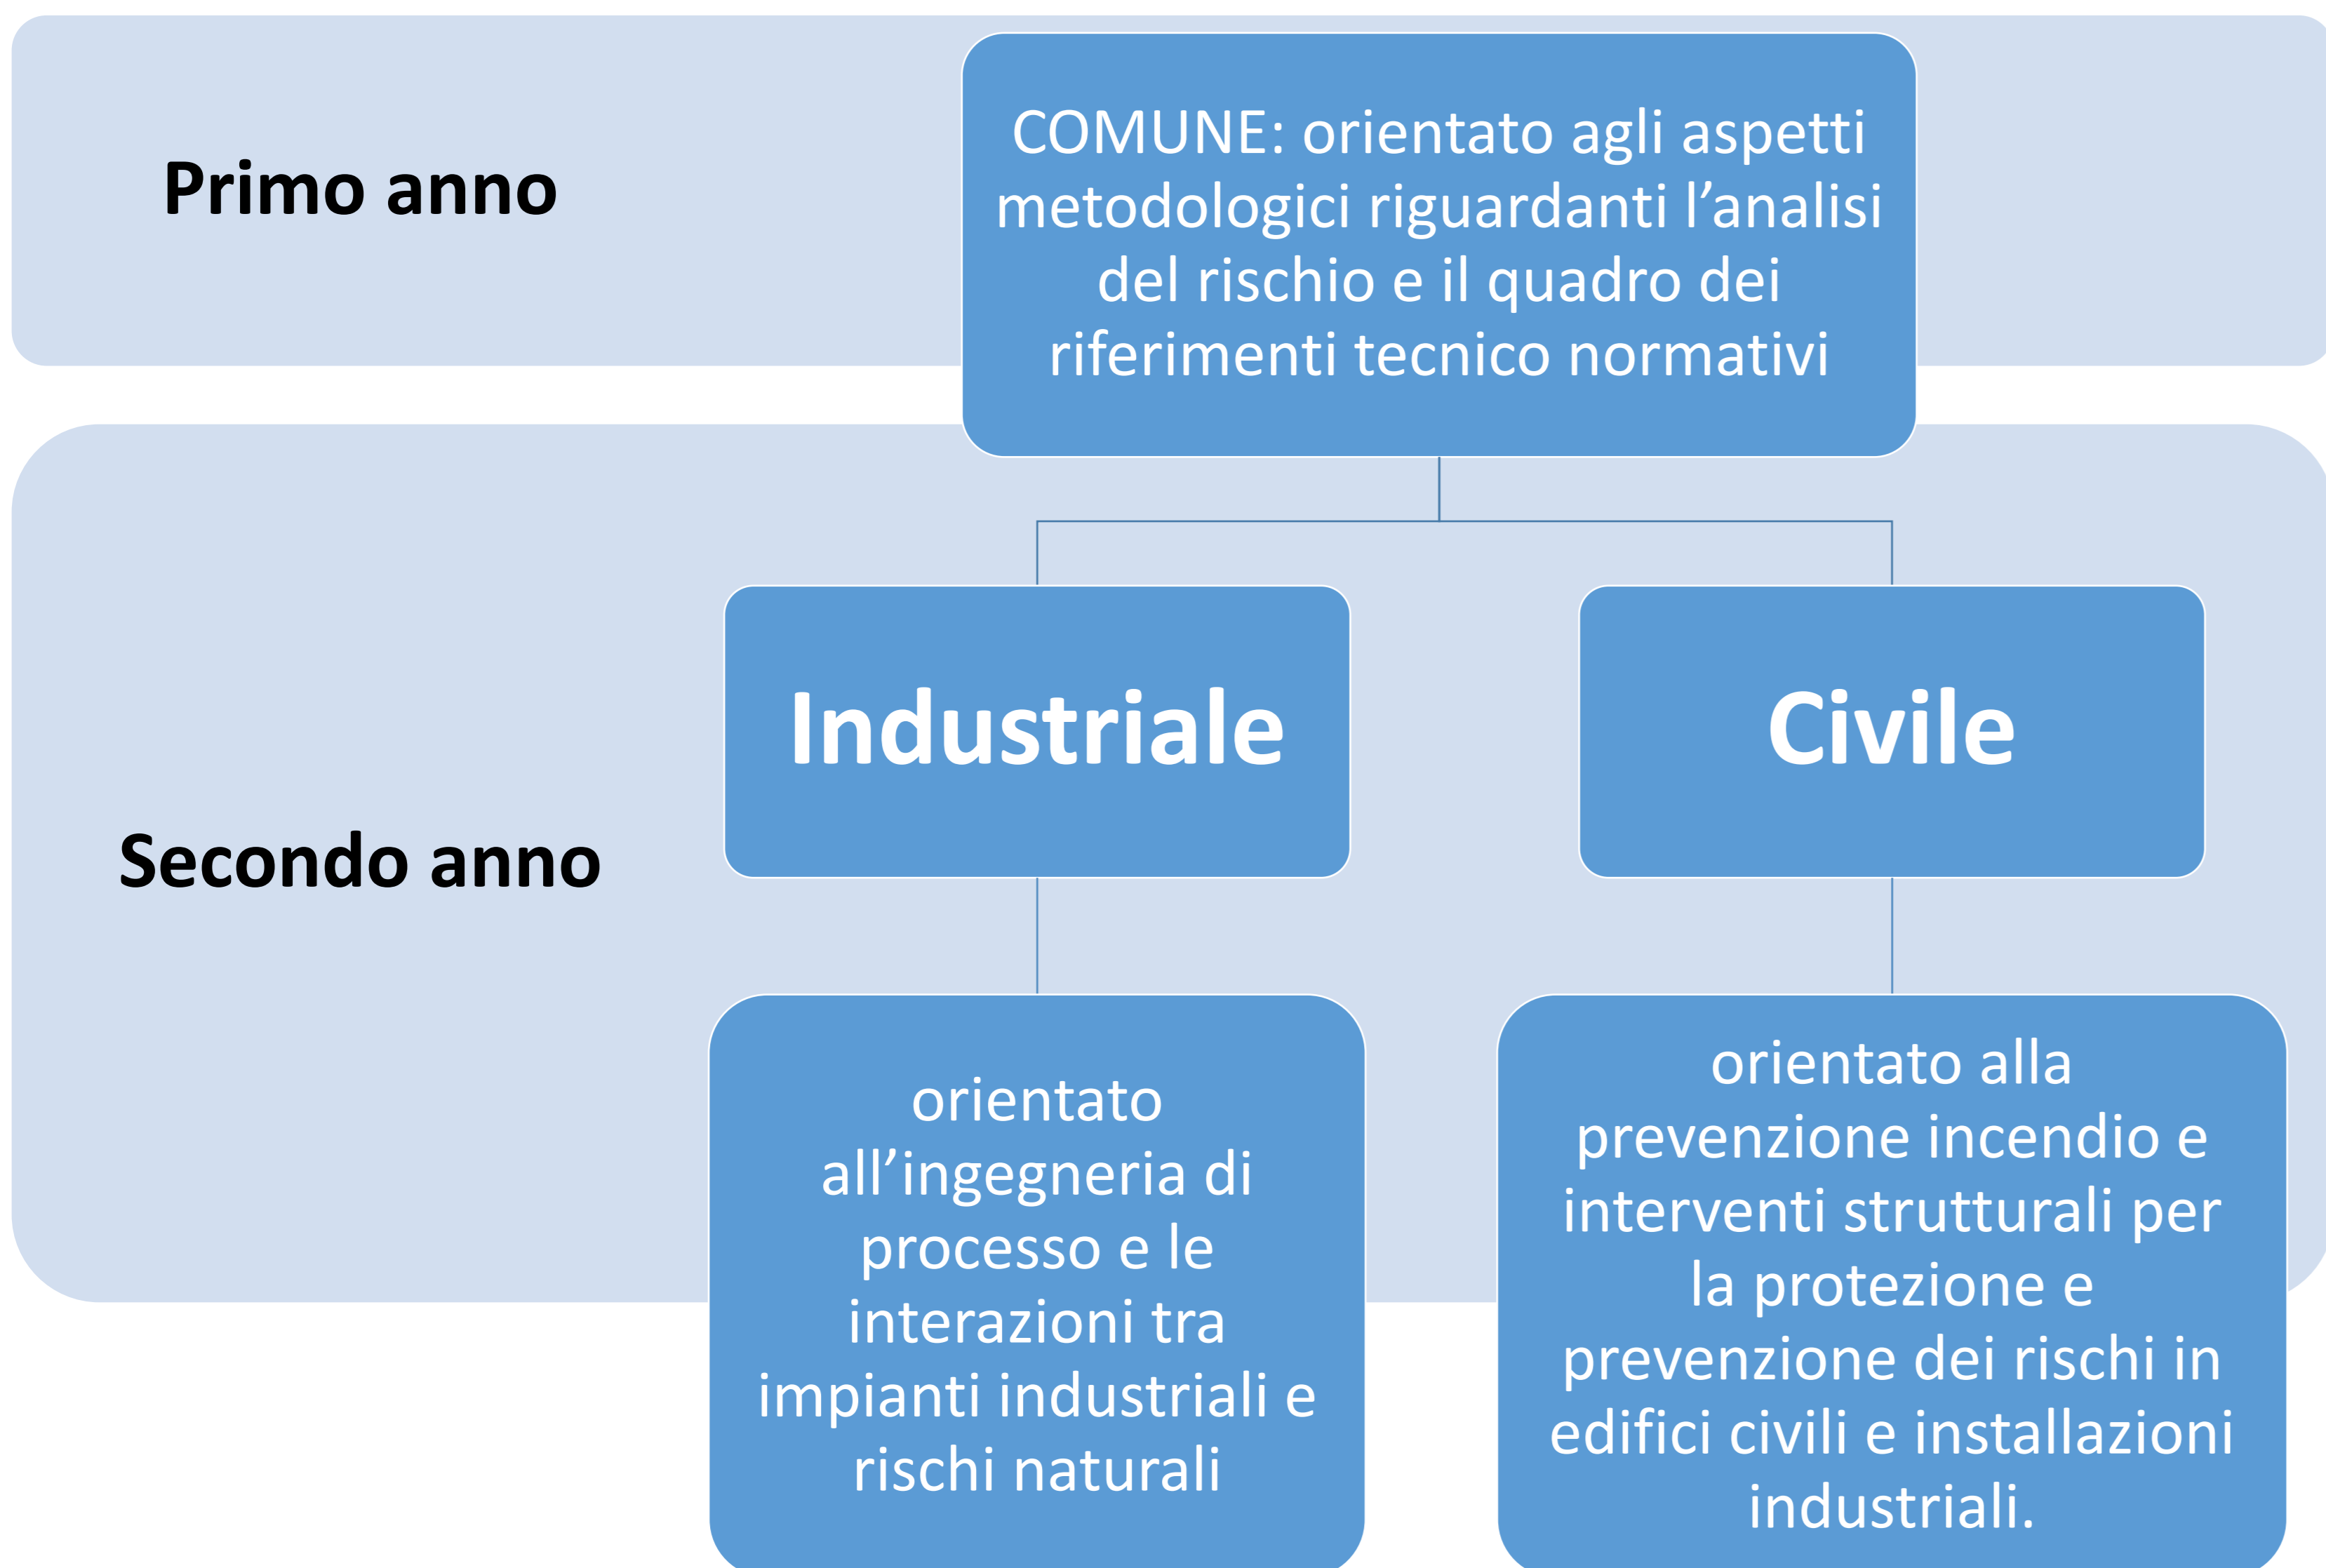 Primo anno
COMUNE: orientato agli aspetti
metodologici riguardanti l’analisi
del rischio e il quadro dei
riferimenti tecnico normativi
Secondo anno
Industriale
Civile
orientato
all’ingegneria di
processo e le
interazioni tra
impianti industriali e
rischi naturali
orientato alla
prevenzione incendio e
interventi strutturali per
la protezione e
prevenzione dei rischi in
edifici civili e installazioni
industriali.